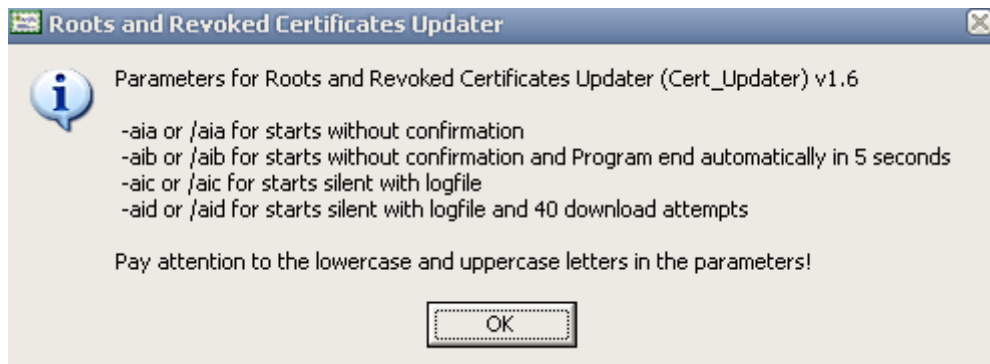 Roots and Revoked Certificates Updater
Parameters for Roots and Revoked Certificates Updater (Cert_Updater) v1.6
-aia or /aia for starts without confirmation
-aib or /aib for starts without confirmation and Program end automatically in 5 seconds
-aic or /aic for starts silent with logfile
-aid or /aid for starts silent with logfile and 40 download attempts
Pay attention to the lowercase and uppercase letters in the parameters!
OK